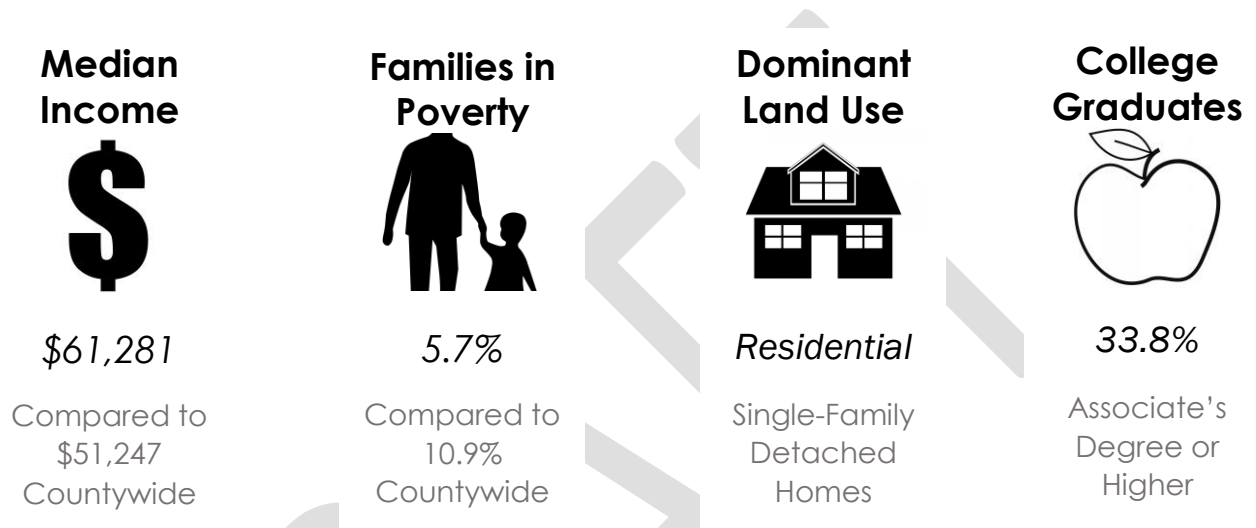 Median
Income
$
$61,281
Compared to
$51,247
Countywide
Families in
Poverty
5.7%
Compared to
10.9%
Countywide
Dominant
Land Use
Residential
Single-Family
Detached
Homes
College
Graduates
33.8%
Associate’s
Degree or
Higher